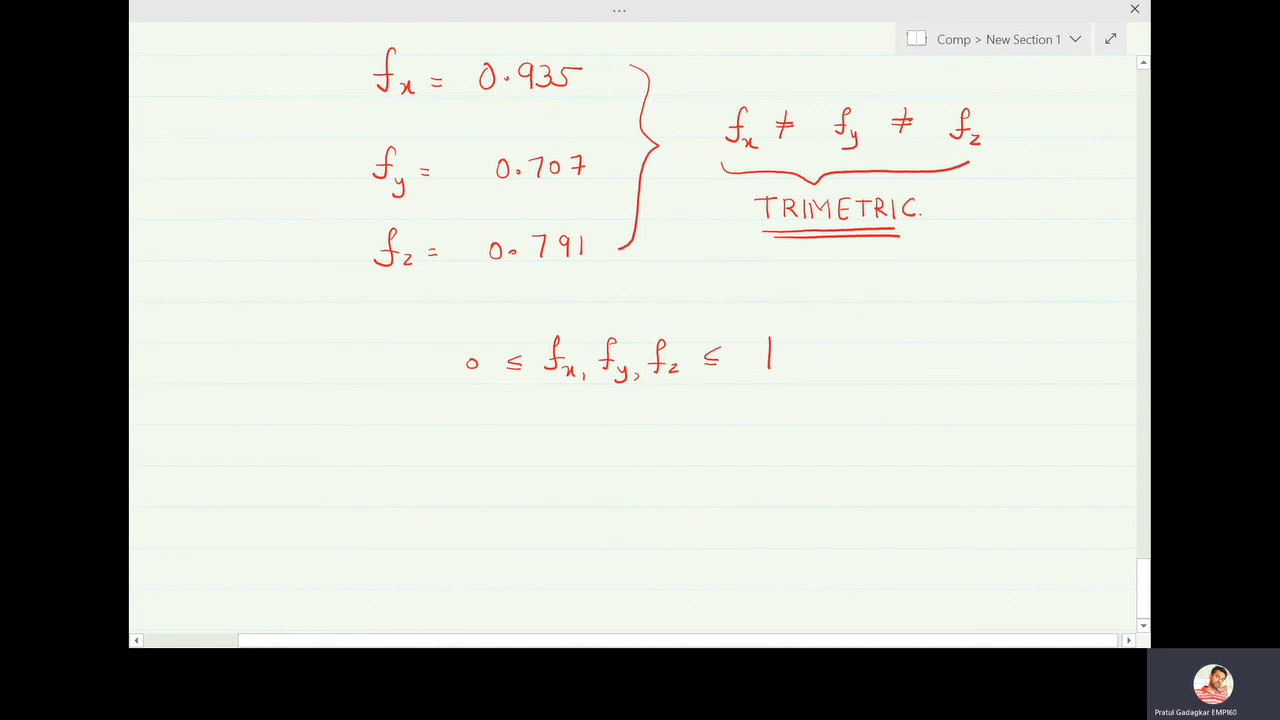 Comp > New Section 1
fx = 0.935
fx ≠ fy ≠ fz
fy = 0.707
TRIMETRIC.
fz = 0.791
0 ≤ fx, fy, fz ≤ 1
Pratul Gadagkar EMP160